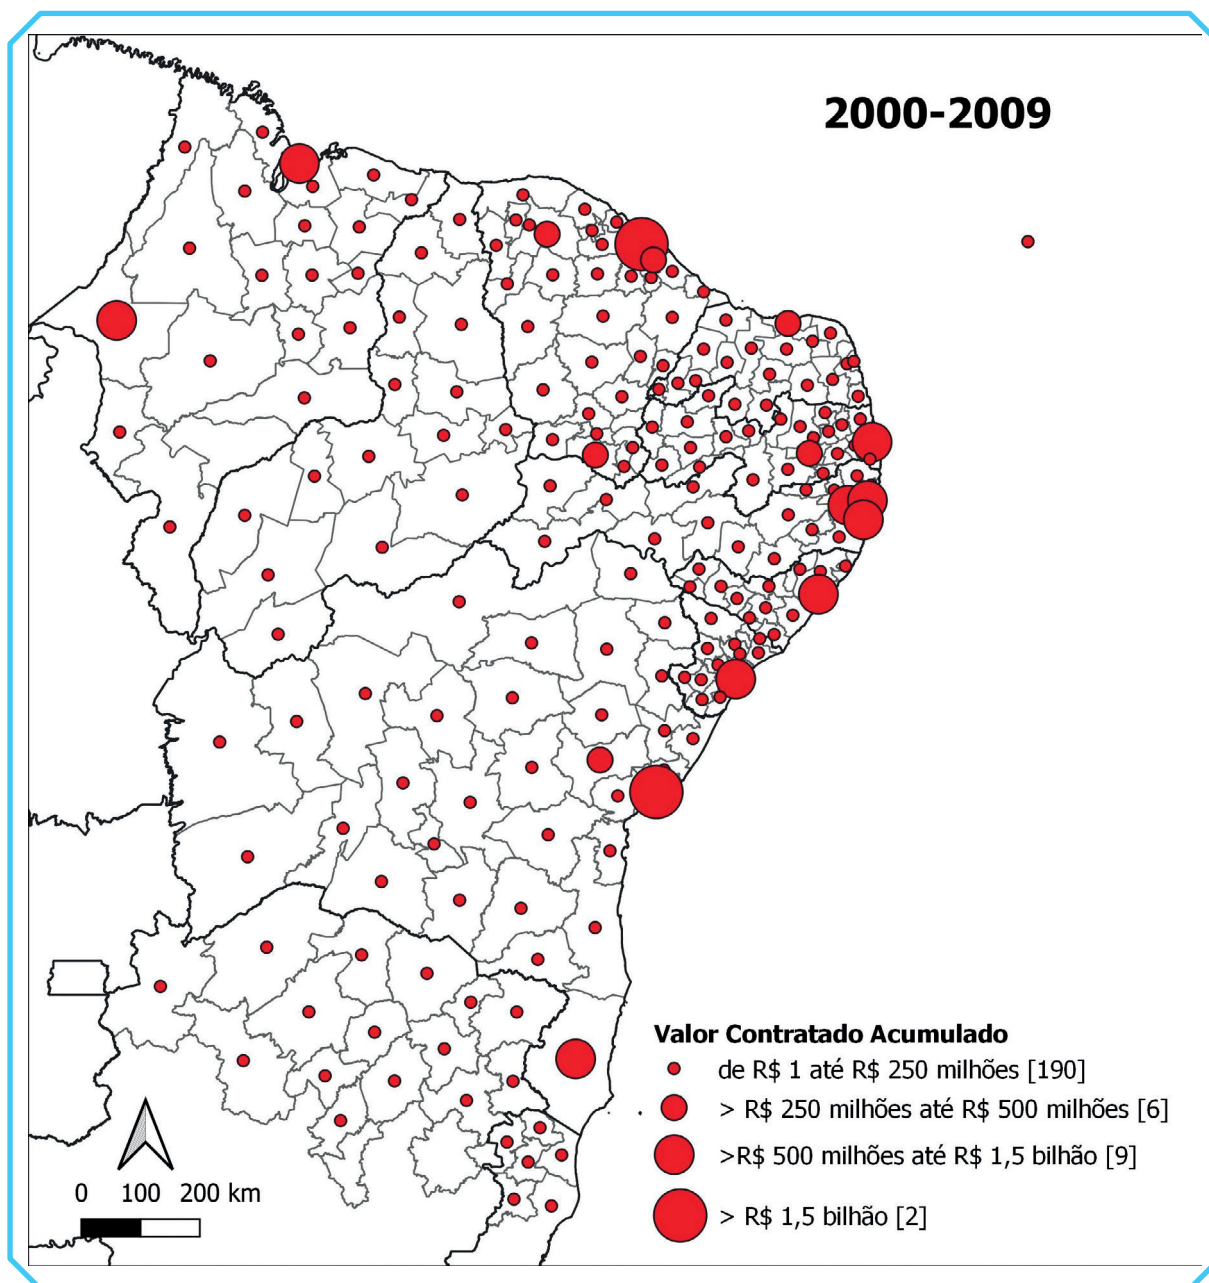 2000-2009
Valor Contratado Acumulado
de R$ 1 até R$ 250 milhões [190]
> R$ 250 milhões até R$ 500 milhões [6]
>R$ 500 milhões até R$ 1,5 bilhão [9]
> R$ 1,5 bilhão [2]
0 100 200 km